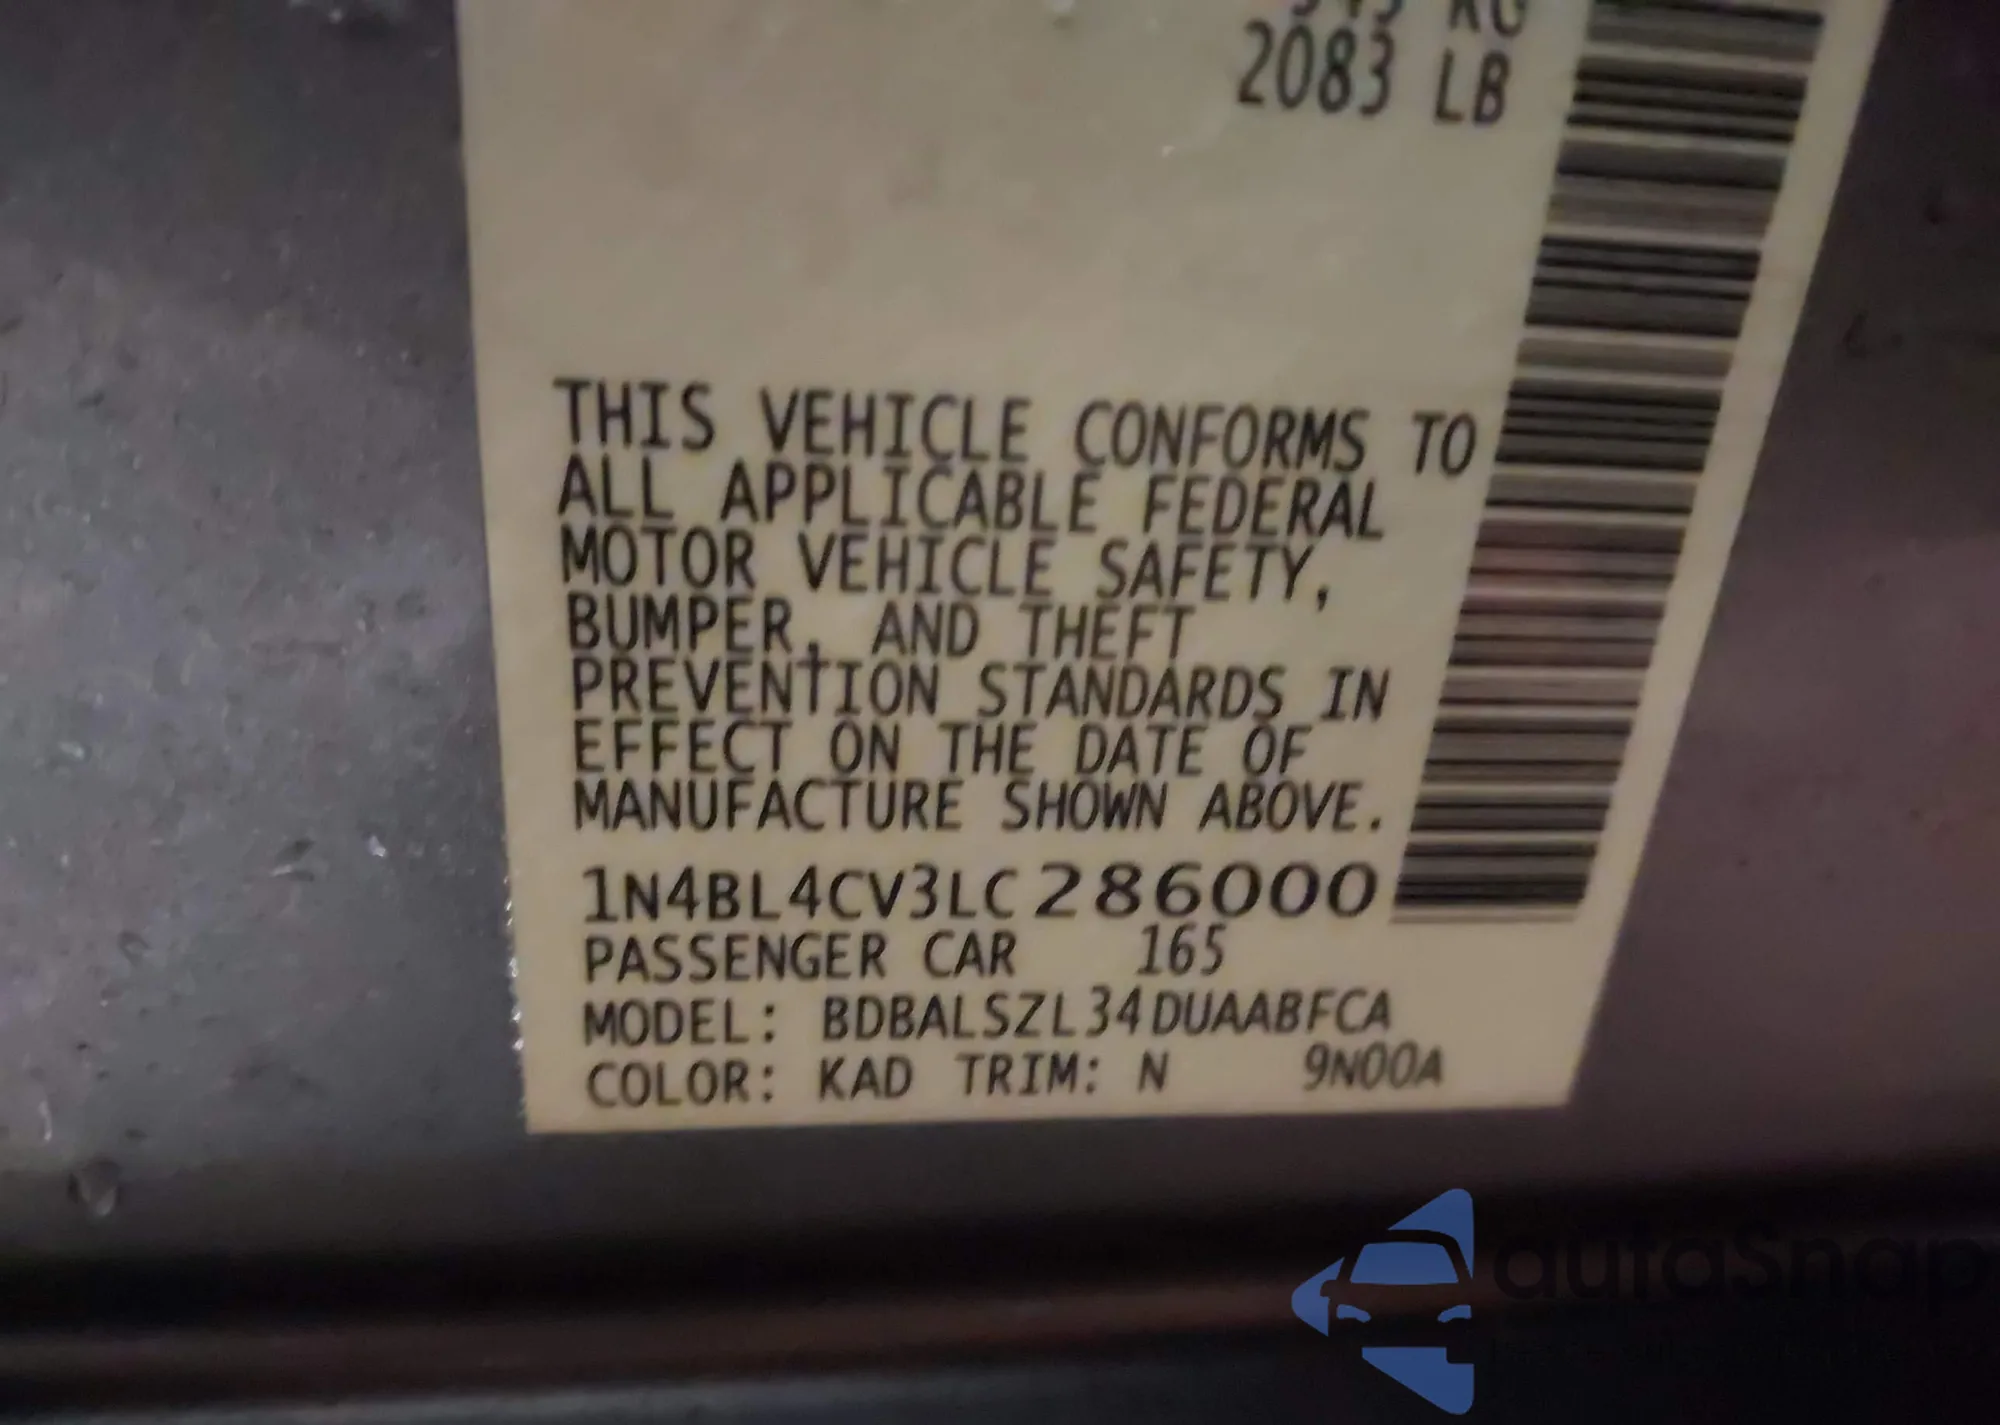 2083 LB
THIS VEHICLE CONFORMS TO
ALL APPLICABLE FEDERAL
MOTOR VEHICLE SAFETY,
BUMPER, AND THEFT
PREVENTION STANDARDS IN
EFFECT ON THE DATE OF
MANUFACTURE SHOWN ABOVE.
1N4BL4CV3LC286000
PASSENGER CAR 165
MODEL: BDBALSZL34DUAABFCA
COLOR: KAD TRIM: N 9N00A
autosnap